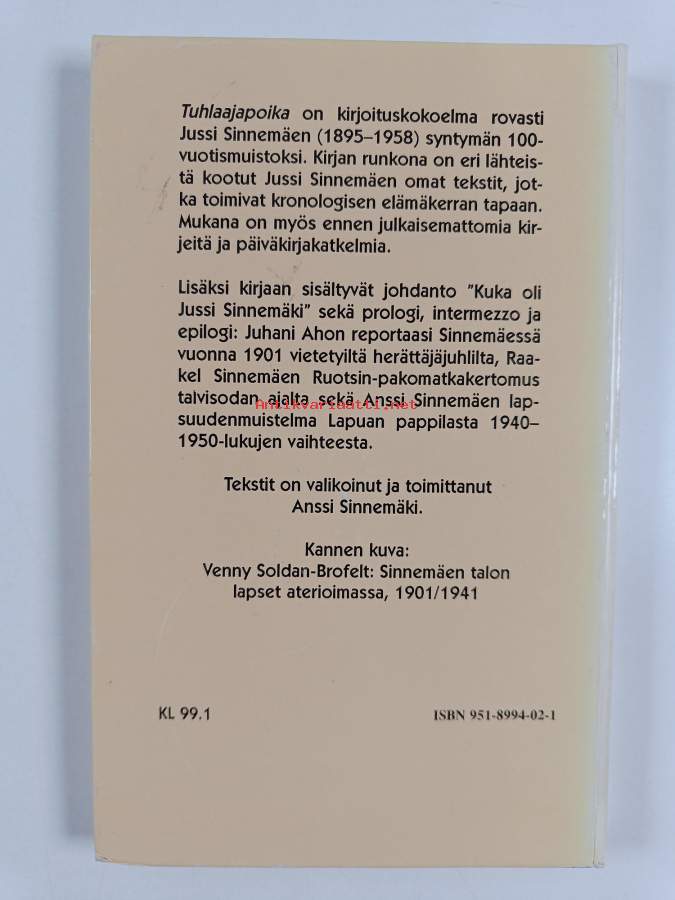 Tuhlaajapoika on kirjoituskokoelma rovasti
Jussi Sinnemäen (1895–1958) syntymän 100-
vuotismuistoksi. Kirjan runkona on eri lähteis-
tä kootut Jussi Sinnemäen omat tekstit, jot-
ka toimivat kronologisen elämäkerran tapaan.
Mukana on myös ennen julkaisemattomia kir-
jeitä ja päiväkirjakatkelmia.
Lisäksi kirjaan sisältyvät johdanto ”Kuka oli
Jussi Sinnemäki” sekä prologi, intermezzo ja
epilogi: Juhani Ahon reportaasi Sinnemäessä
vuonna 1901 vietetyiltä herättäjäjuhlilta, Raa-
kel Sinnemäen Ruotsin-pakomatkakertomus
talvisodan ajalta sekä Anssi Sinnemäen lap-
Antikvariaatti.net
suudenmuistelma Lapuan pappilasta 1940–
1950-lukujen vaihteesta.
Tekstit on valikoinut ja toimittanut
Anssi Sinnemäki.
Kannen kuva:
Venny Soldan-Brofelt: Sinnemäen talon
lapset aterioimassa, 1901/1941
KL 99.1
ISBN 951-8994-02-1